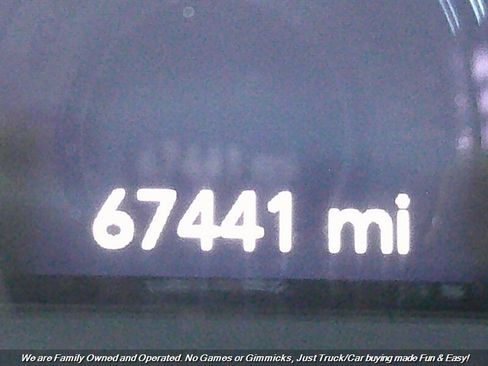 67441 mi
We are Family Owned and Operated. No Games or Gimmicks, Just Truck/Car buying made Fun & Easy!